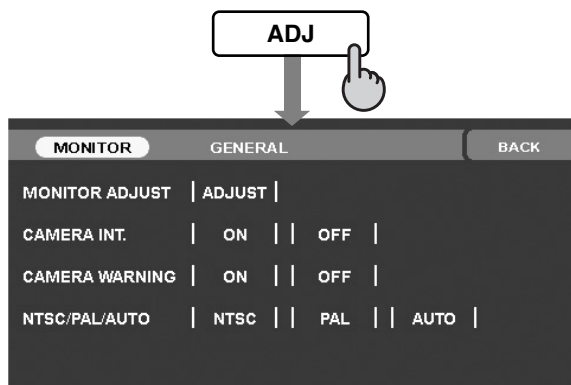 ADJ
MONITOR GENERAL BACK
MONITOR ADJUST | ADJUST |
CAMERA INT. | ON | | OFF |
CAMERA WARNING | ON | | OFF |
NTSC/PAL/AUTO | NTSC | | PAL | | AUTO |